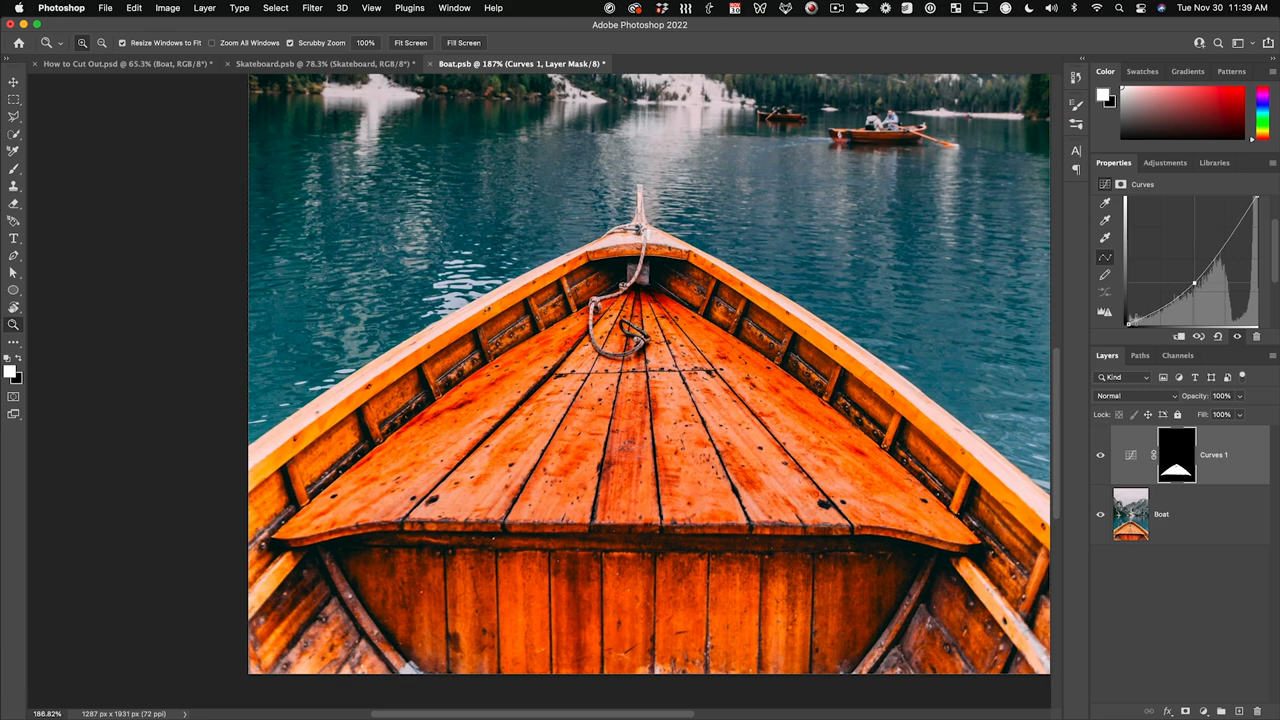 Photoshop File Edit Image Layer Type Select Filter 3D View Plugins Window Help Tue Nov 30 11:39 AM
Adobe Photoshop 2022
Resize Windows to Fit Zoom All Windows Scrubby Zoom 100% Fit Screen Fill Screen
How to Cut Out.psd @ 65.3% (Boat, RGB/8*) * Skateboard.psb @ 78.3% (Skateboard, RGB/8*) * Boat.psb @ 187% (Curves 1, Layer Mask/8) *
Color Swatches Gradients Patterns
Properties Adjustments Libraries
Curves
Layers Paths Channels
Kind
Normal Opacity: 100%
Lock: Fill: 100%
Curves 1
Boat
186.82% 1287 px x 1931 px (72 ppi)